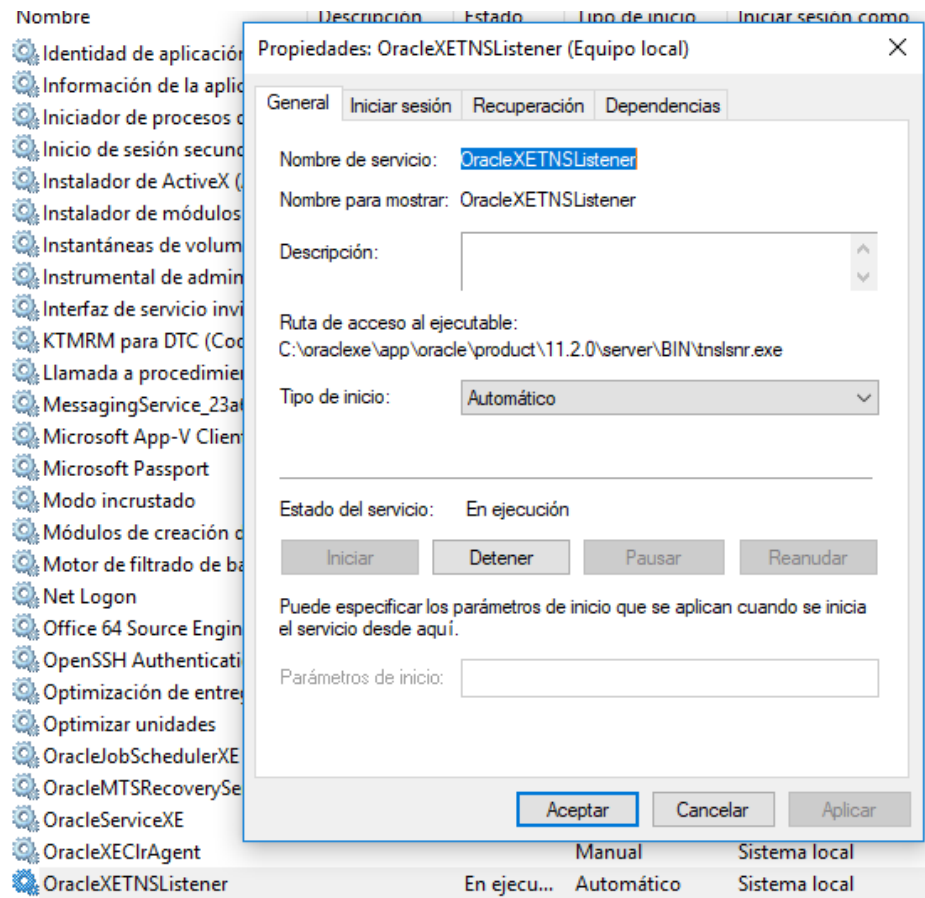 Nombre Descripción Estado Tipo de inicio Iniciar sesión como
Identidad de aplicación
Información de la aplic
Iniciador de procesos
Inicio de sesión secund
Instalador de ActiveX (
Instalador de módulos
Instantáneas de volum
Instrumental de admin
Interfaz de servicio invi
KTMRM para DTC (Coo
Llamada a procedimie
MessagingService_23a
Microsoft App-V Clien
Microsoft Passport
Modo incrustado
Módulos de creación
Motor de filtrado de ba
Net Logon
Office 64 Source Engin
OpenSSH Authenticati
Optimización de entre
Optimizar unidades
OracleJobSchedulerXE
OracleMTSRecoverySe
OracleServiceXE
OracleXEClrAgent Manual Sistema local
OracleXETNSListener En ejecu... Automático Sistema local
Propiedades: OracleXETNSListener (Equipo local)
General Iniciar sesión Recuperación Dependencias
Nombre de servicio: OracleXETNSListener
Nombre para mostrar: OracleXETNSListener
Descripción:
Ruta de acceso al ejecutable:
C:\oraclexe\app\oracle\product\11.2.0\server\BIN\tnslsnr.exe
Tipo de inicio: Automático
Estado del servicio: En ejecución
Iniciar Detener Pausar Reanudar
Puede especificar los parámetros de inicio que se aplican cuando se inicia
el servicio desde aquí.
Parámetros de inicio:
Aceptar Cancelar Aplicar